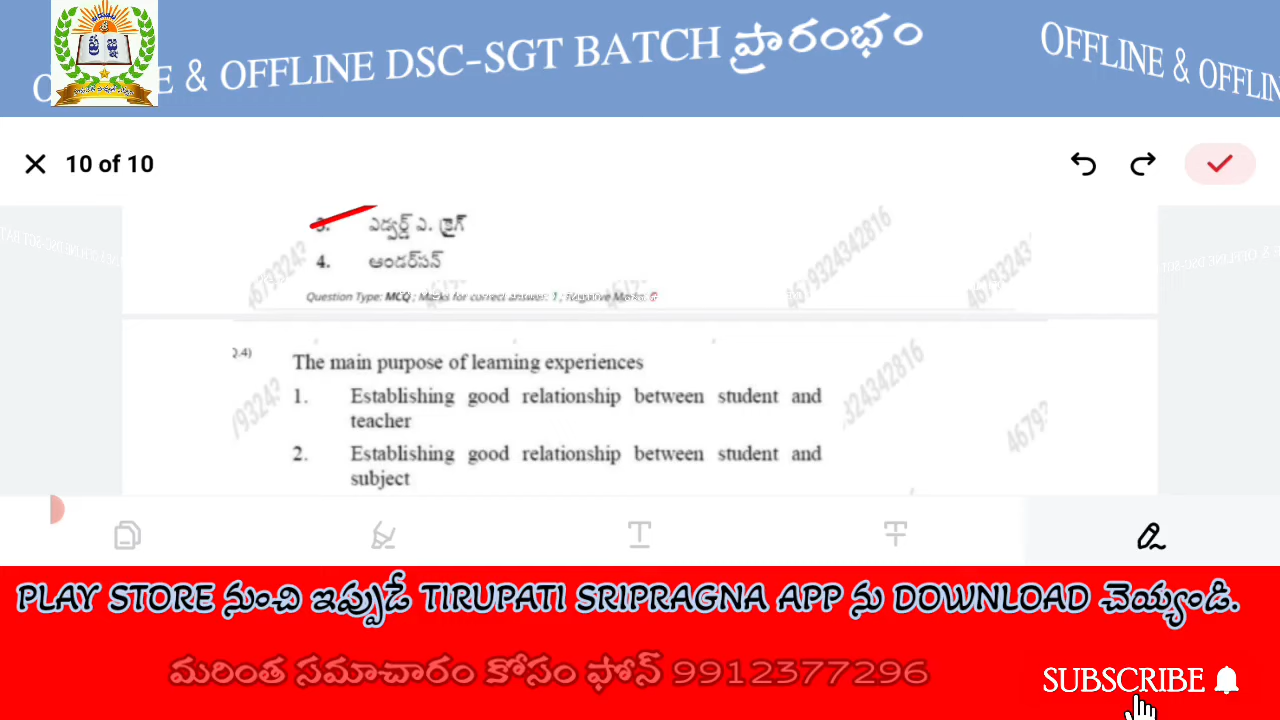 OFFLINE & OFFLINE DSC-SGT BATCH ప్రారంభం
OFFLINE & OFFLIN
10 of 10
3. ఎడ్వర్డ్ ఎ. క్రైగ్
4. ఆండర్‌సన్
Question Type: MCQ ; Marks for correct answer: 1 ; Negative Marks: 0
Q.4) The main purpose of learning experiences
1. Establishing good relationship between student and
teacher
2. Establishing good relationship between student and
subject
PLAY STORE నుంచి ఇప్పుడే TIRUPATI SRIPRAGNA APP ను DOWNLOAD చెయ్యండి.
మరింత సమాచారం కోసం ఫోన్ 9912377296
SUBSCRIBE